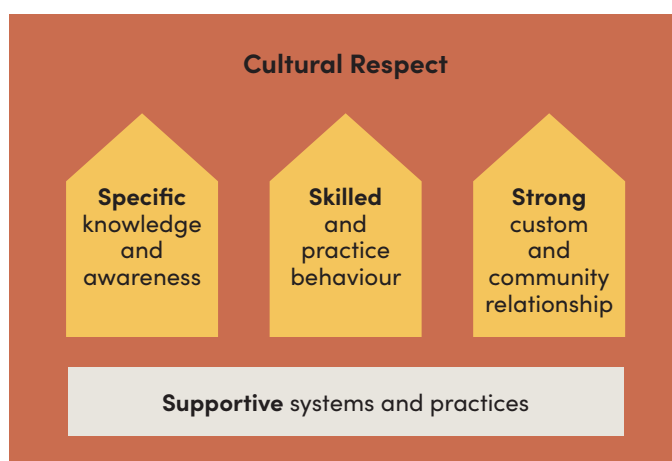 Cultural Respect
Specific
knowledge
and
awareness
Skilled
and
practice
behaviour
Strong
custom
and
community
relationship
Supportive systems and practices